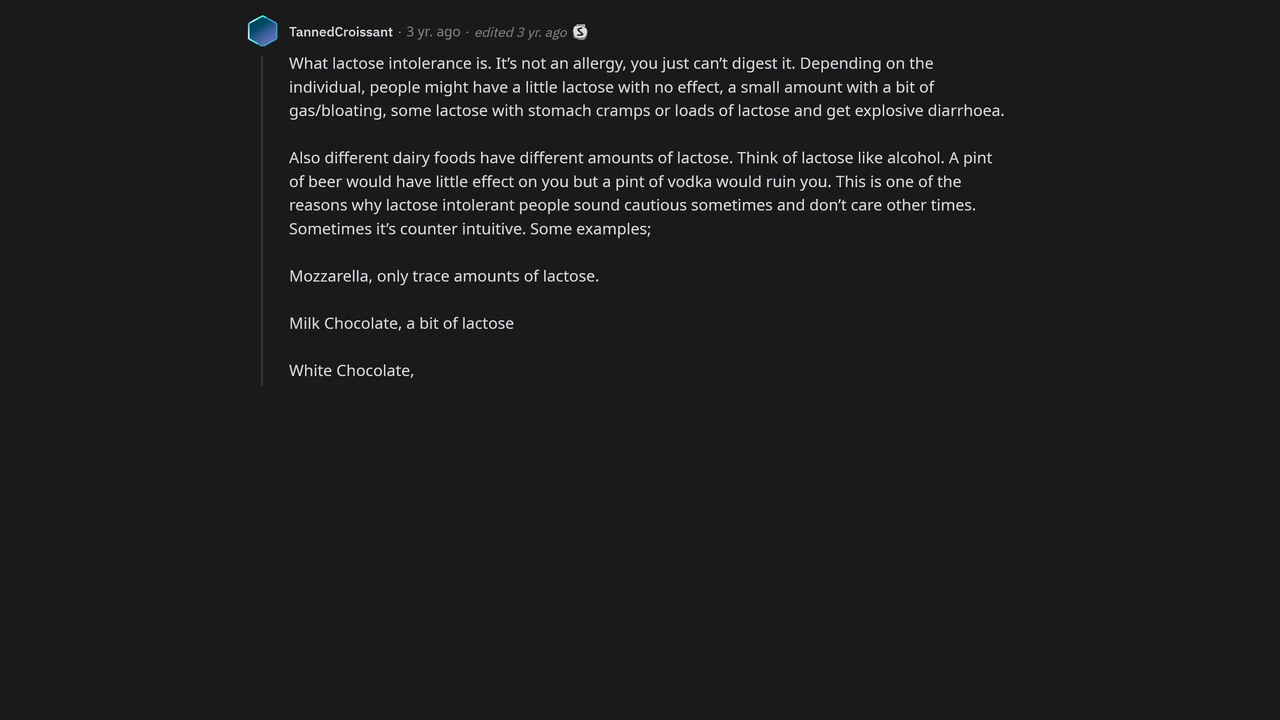 TannedCroissant · 3 yr. ago · edited 3 yr. ago
What lactose intolerance is. It’s not an allergy, you just can’t digest it. Depending on the
individual, people might have a little lactose with no effect, a small amount with a bit of
gas/bloating, some lactose with stomach cramps or loads of lactose and get explosive diarrhoea.
Also different dairy foods have different amounts of lactose. Think of lactose like alcohol. A pint
of beer would have little effect on you but a pint of vodka would ruin you. This is one of the
reasons why lactose intolerant people sound cautious sometimes and don’t care other times.
Sometimes it’s counter intuitive. Some examples;
Mozzarella, only trace amounts of lactose.
Milk Chocolate, a bit of lactose
White Chocolate,